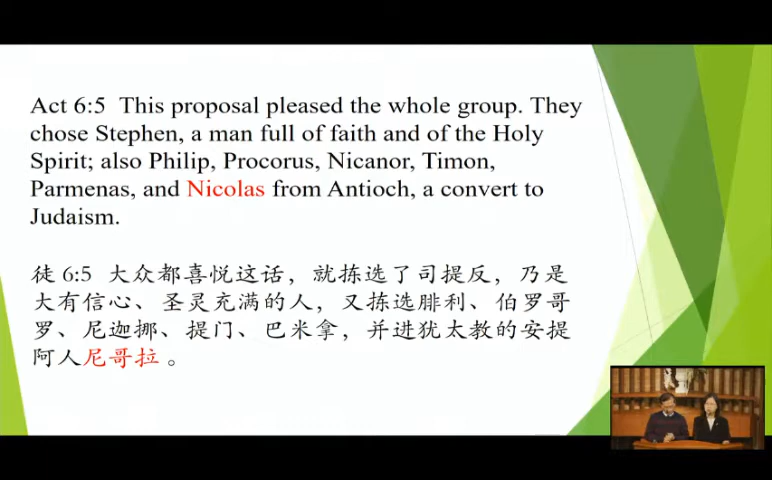 Act 6:5 This proposal pleased the whole group. They
chose Stephen, a man full of faith and of the Holy
Spirit; also Philip, Procorus, Nicanor, Timon,
Parmenas, and Nicolas from Antioch, a convert to
Judaism.
徒 6:5 大众都喜悦这话，就拣选了司提反，乃是
大有信心、圣灵充满的人，又拣选腓利、伯罗哥
罗、尼迦挪、提门、巴米拿，并进犹太教的安提
阿人尼哥拉 。